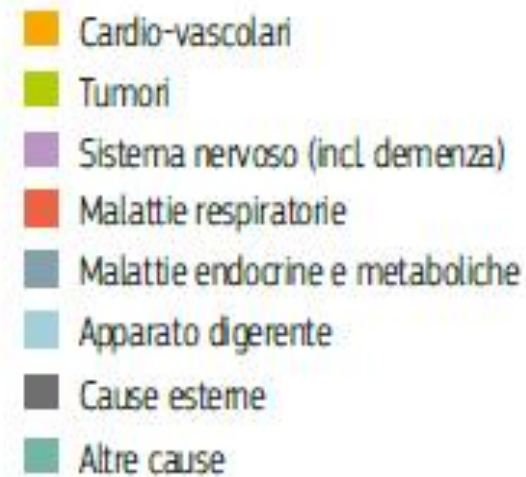 Cardio-vascolari
Tumori
Sistema nervoso (incl. demenza)
Malattie respiratorie
Malattie endocrine e metaboliche
Apparato digerente
Cause esterne
Altre cause